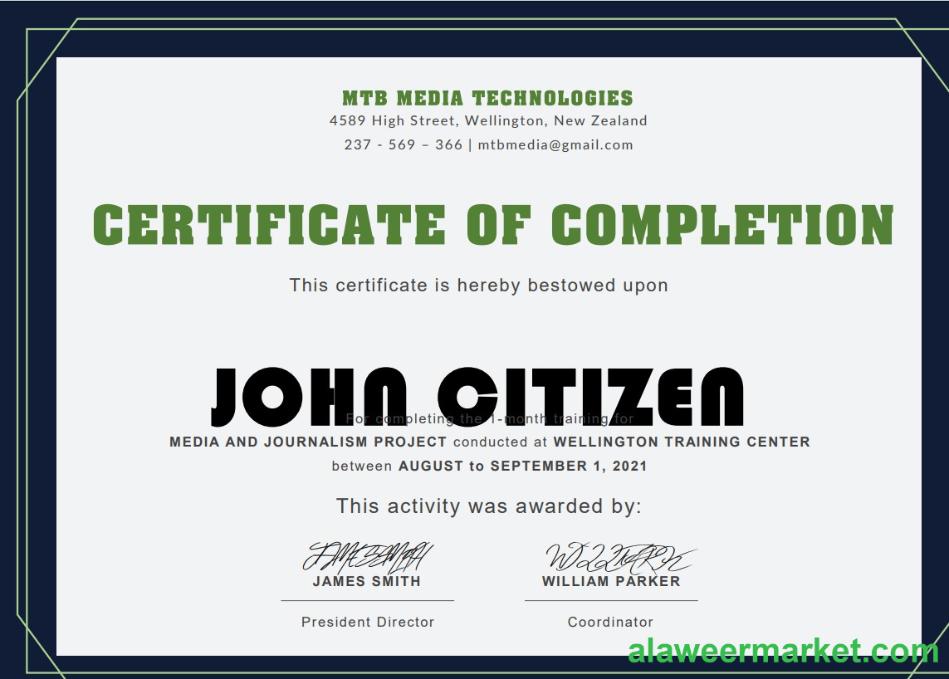 MTB MEDIA TECHNOLOGIES
4589 High Street, Wellington, New Zealand
237 - 569 – 366 | mtbmedia@gmail.com
CERTIFICATE OF COMPLETION
This certificate is hereby bestowed upon
JOHN CITIZEN
For completing the 1-month training for
MEDIA AND JOURNALISM PROJECT conducted at WELLINGTON TRAINING CENTER
between AUGUST to SEPTEMBER 1, 2021
This activity was awarded by:
JAMES SMITH WILLIAM PARKER
President Director Coordinator
alaweermarket.com